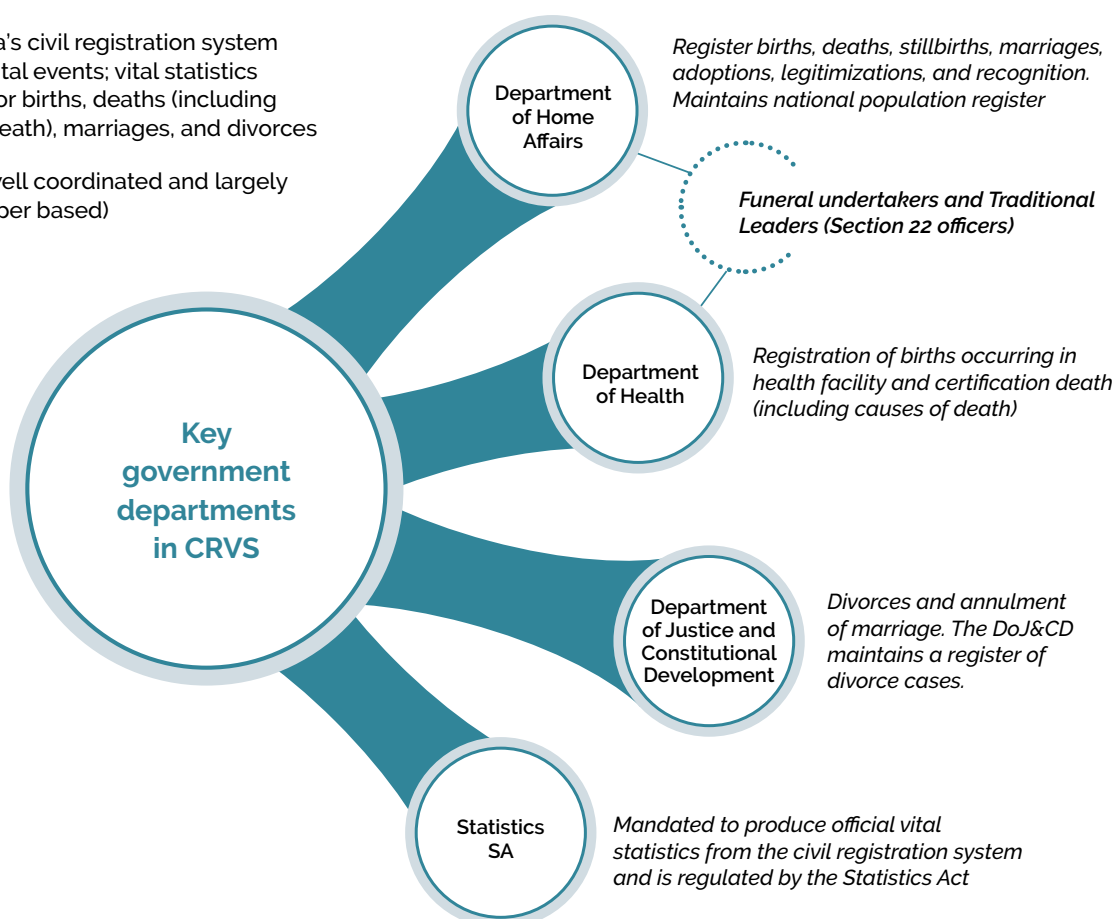 a's civil registration system
tal events; vital statistics
or births, deaths (including
eath), marriages, and divorces
well coordinated and largely
per based)
Department
of Home
Affairs
Register births, deaths, stillbirths, marriages,
adoptions, legitimizations, and recognition.
Maintains national population register
Funeral undertakers and Traditional
Leaders (Section 22 officers)
Department
of Health
Registration of births occurring in
health facility and certification death
(including causes of death)
Key
government
departments
in CRVS
Department
of Justice and
Constitutional
Development
Divorces and annulment
of marriage. The DoJ&CD
maintains a register of
divorce cases.
Statistics
SA
Mandated to produce official vital
statistics from the civil registration system
and is regulated by the Statistics Act